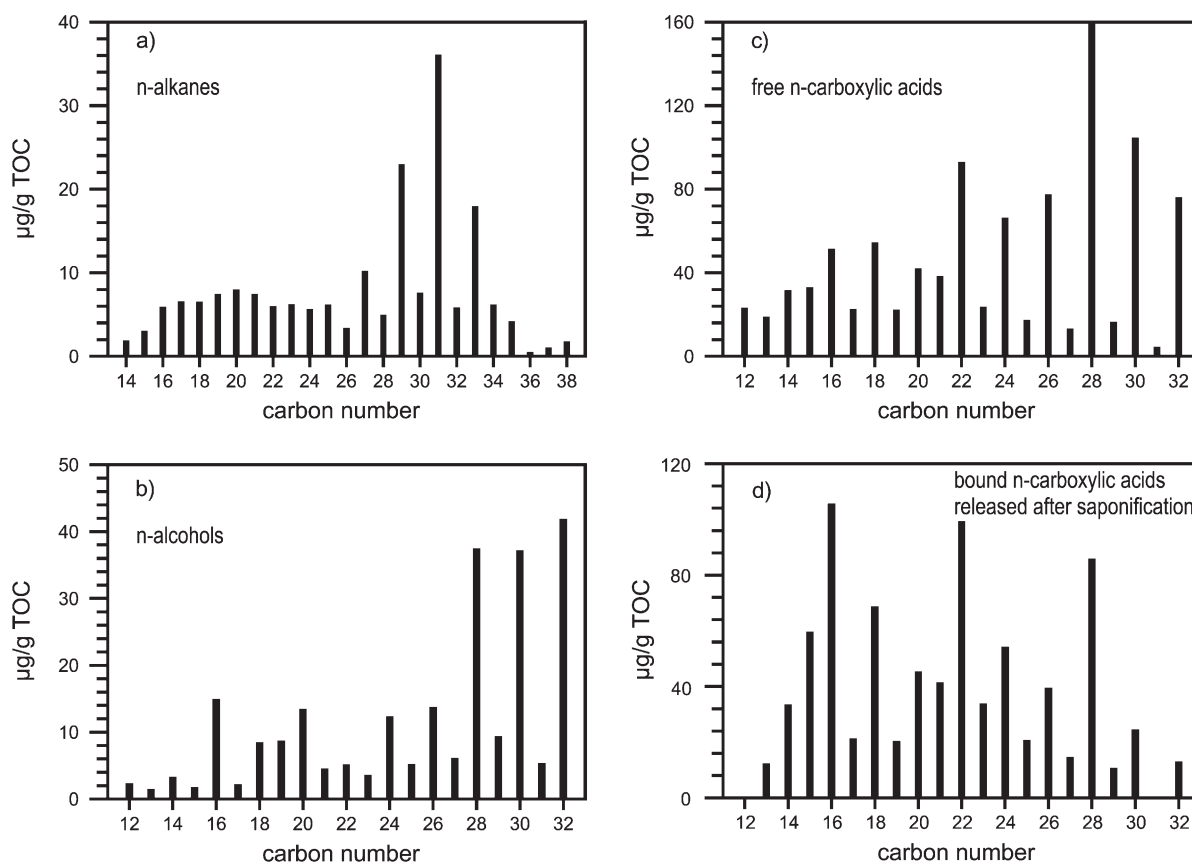 a)
n-alkanes
µg/g TOC
40
30
20
10
0
14 16 18 20 22 24 26 28 30 32 34 36 38
carbon number
c)
free n-carboxylic acids
µg/g TOC
160
120
80
40
0
12 14 16 18 20 22 24 26 28 30 32
carbon number
b)
n-alcohols
µg/g TOC
50
40
30
20
10
0
12 14 16 18 20 22 24 26 28 30 32
carbon number
d)
bound n-carboxylic acids
released after saponification
µg/g TOC
120
80
40
0
12 14 16 18 20 22 24 26 28 30 32
carbon number